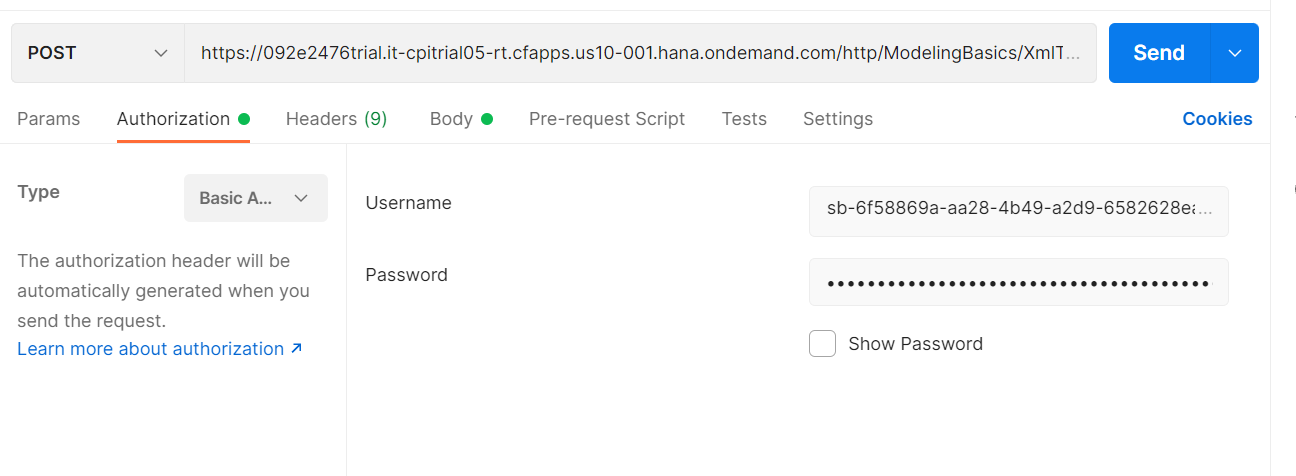 POST
https://092e2476trial.it-cpitrial05-rt.cfapps.us10-001.hana.ondemand.com/http/ModelingBasics/XmlT...
Send
Params Authorization Headers (9) Body Pre-request Script Tests Settings Cookies
Type Basic A...
The authorization header will be
automatically generated when you
send the request.
Learn more about authorization ↗
Username sb-6f58869a-aa28-4b49-a2d9-6582628ea...
Password ••••••••••••••••••••••••••••••••••••••
Show Password